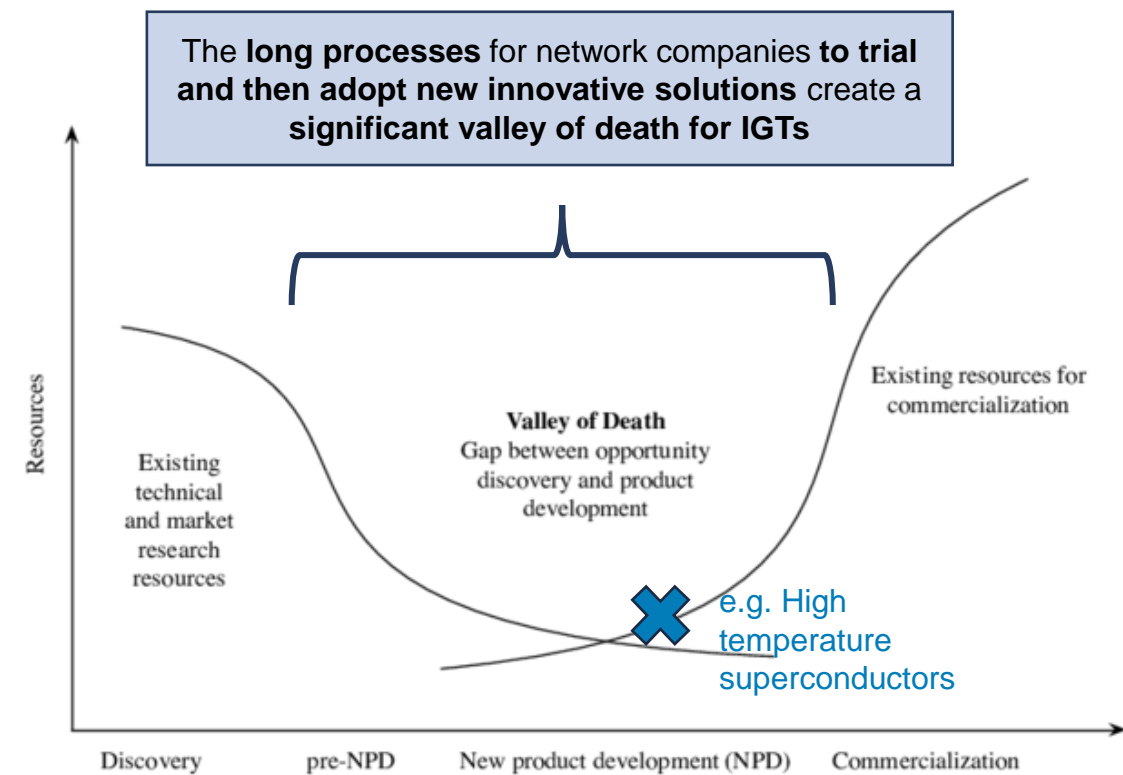 The long processes for network companies to trial
and then adopt new innovative solutions create a
significant valley of death for IGTs
Resources
Existing
technical
and market
research
resources
Valley of Death
Gap between opportunity
discovery and product
development
Existing resources for
commercialization
e.g. High
temperature
superconductors
Discovery
pre-NPD
New product development (NPD)
Commercialization